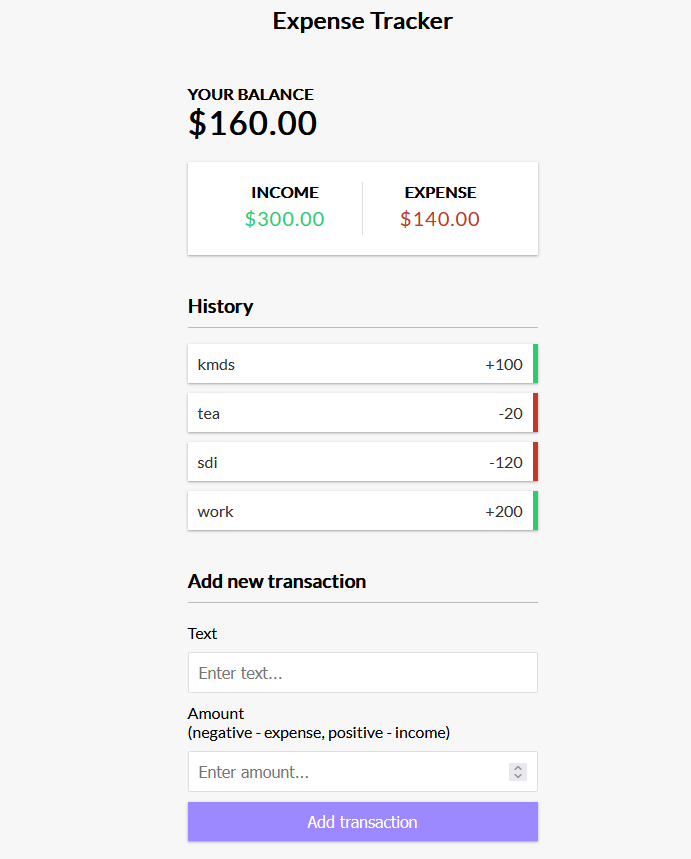 Expense Tracker
YOUR BALANCE
$160.00
INCOME EXPENSE
$300.00 $140.00
History
kmds +100
tea -20
sdi -120
work +200
Add new transaction
Text
Enter text...
Amount
(negative - expense, positive - income)
Enter amount...
Add transaction